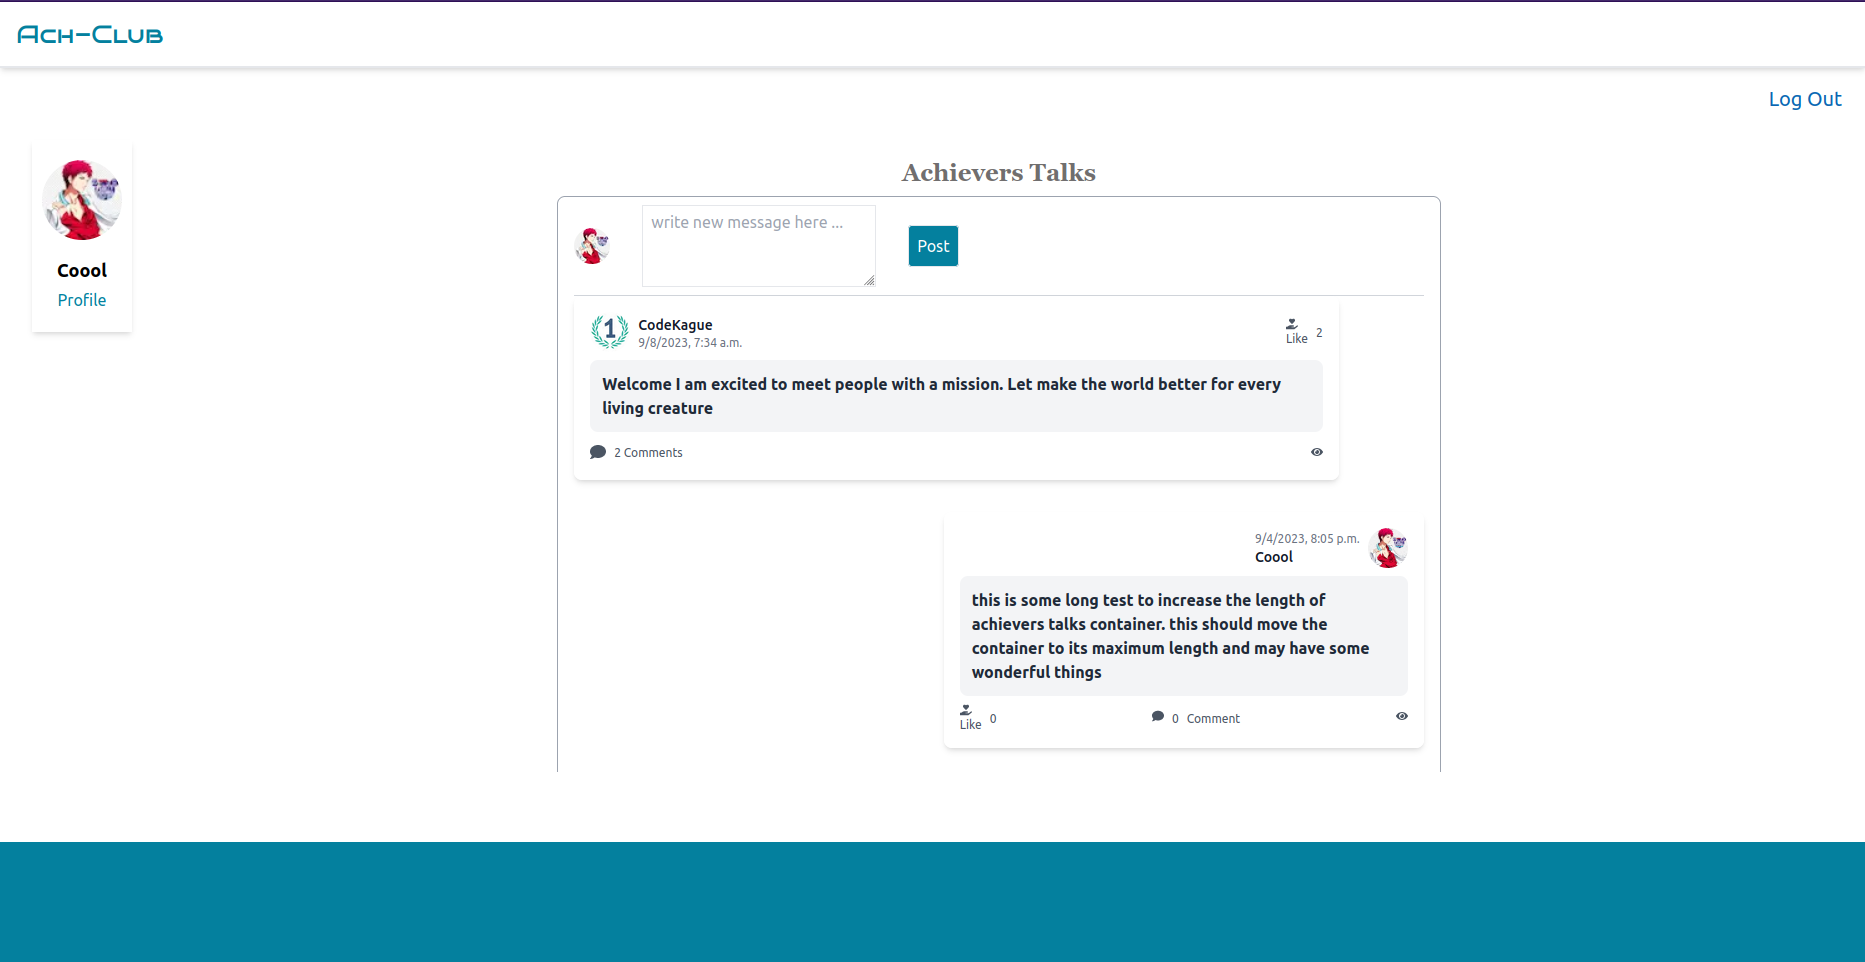 Ach-Club
Log Out
Coool
Profile
Achievers Talks
write new message here ...
Post
1
CodeKague
9/8/2023, 7:34 a.m.
Like 2
Welcome I am excited to meet people with a mission. Let make the world better for every
living creature
2 Comments
9/4/2023, 8:05 p.m.
Coool
this is some long test to increase the length of
achievers talks container. this should move the
container to its maximum length and may have some
wonderful things
Like 0
0 Comment